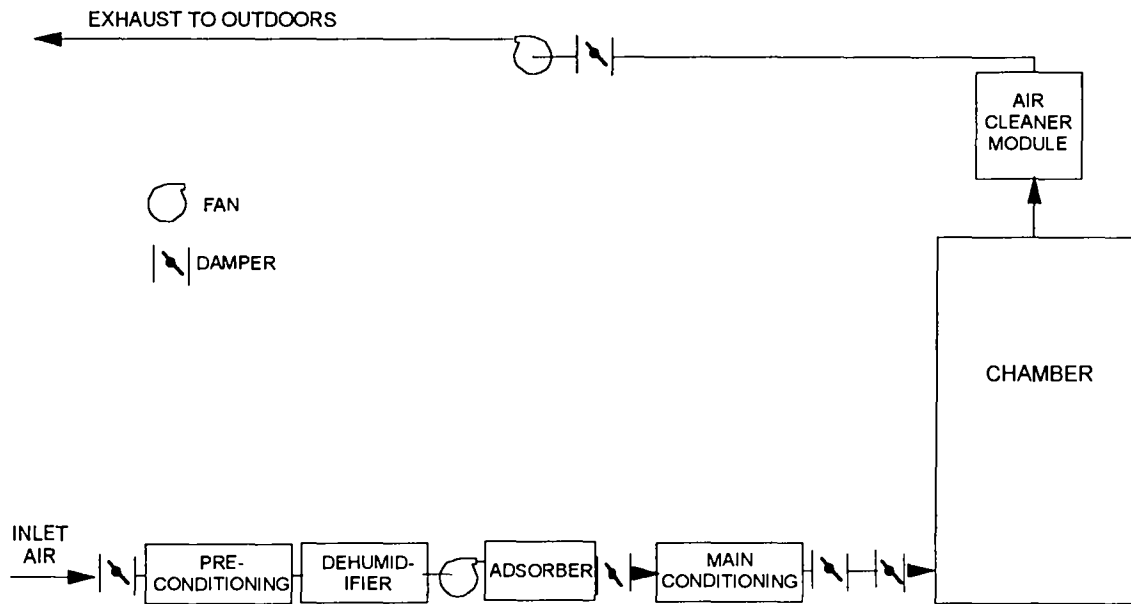 EXHAUST TO OUTDOORS
AIR
CLEANER
MODULE
FAN
DAMPER
CHAMBER
INLET
AIR
PRE-
CONDITIONING
DEHUMID-
IFIER
ADSORBER
MAIN
CONDITIONING